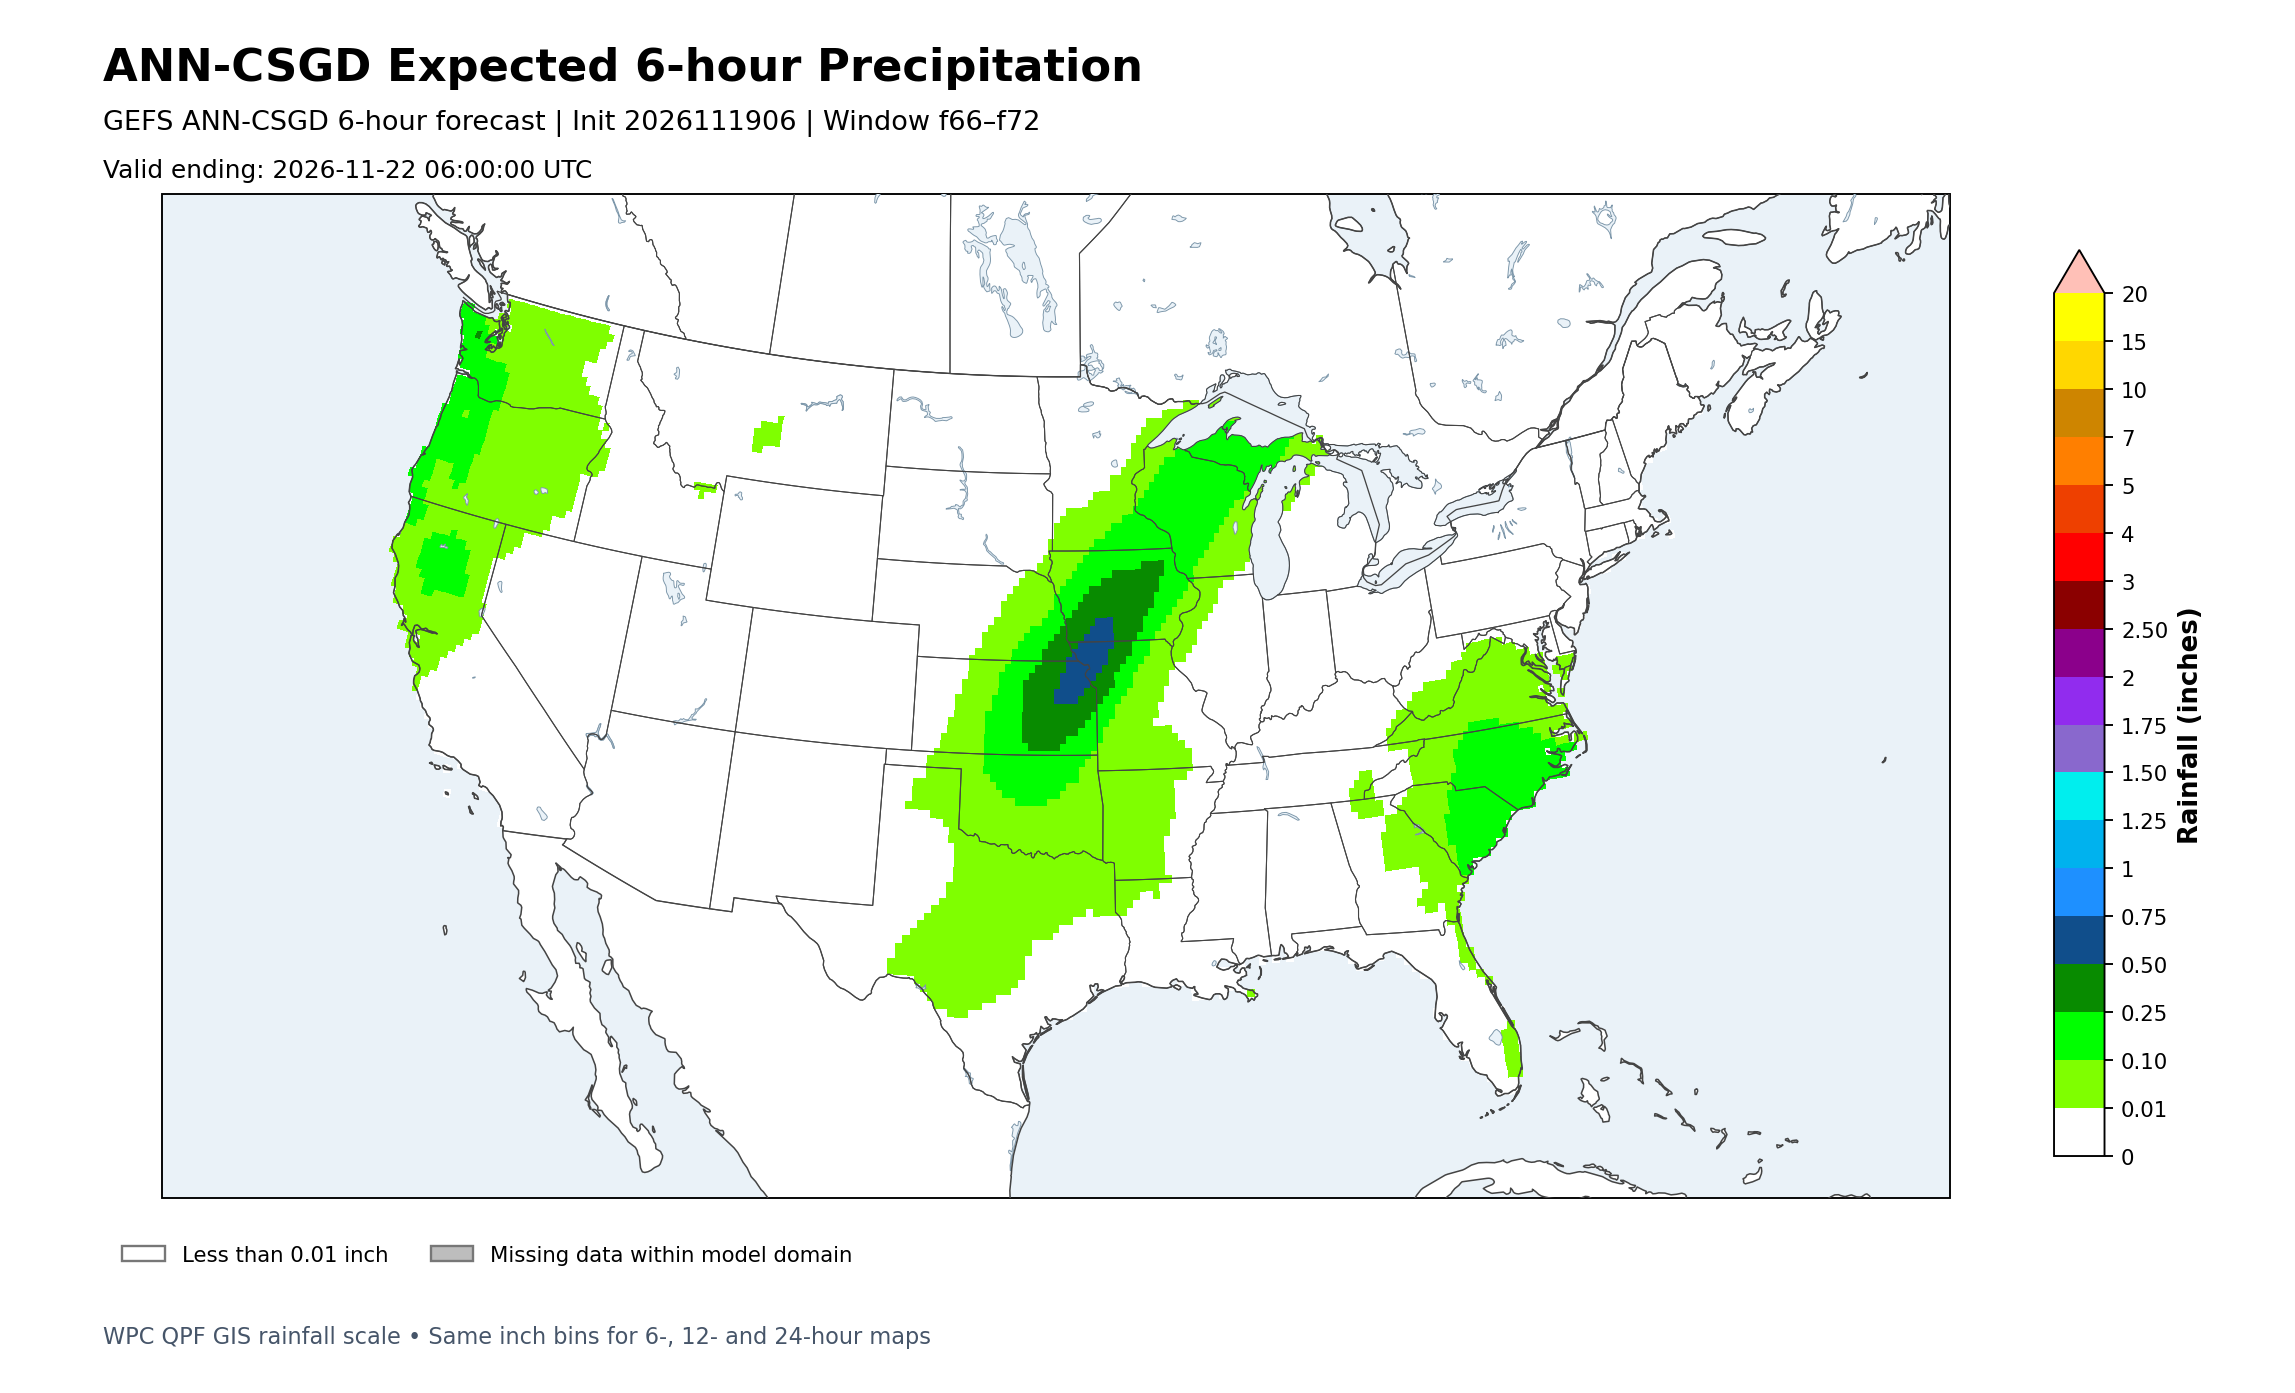 ANN-CSGD Expected 6-hour Precipitation
GEFS ANN-CSGD 6-hour forecast | Init 2026111906 | Window f66–f72
Valid ending: 2026-11-22 06:00:00 UTC
20
15
10
7
5
4
3
2.50
2
1.75
1.50
1.25
1
0.75
0.50
0.25
0.10
0.01
0
Rainfall (inches)
Less than 0.01 inch
Missing data within model domain
WPC QPF GIS rainfall scale • Same inch bins for 6-, 12- and 24-hour maps